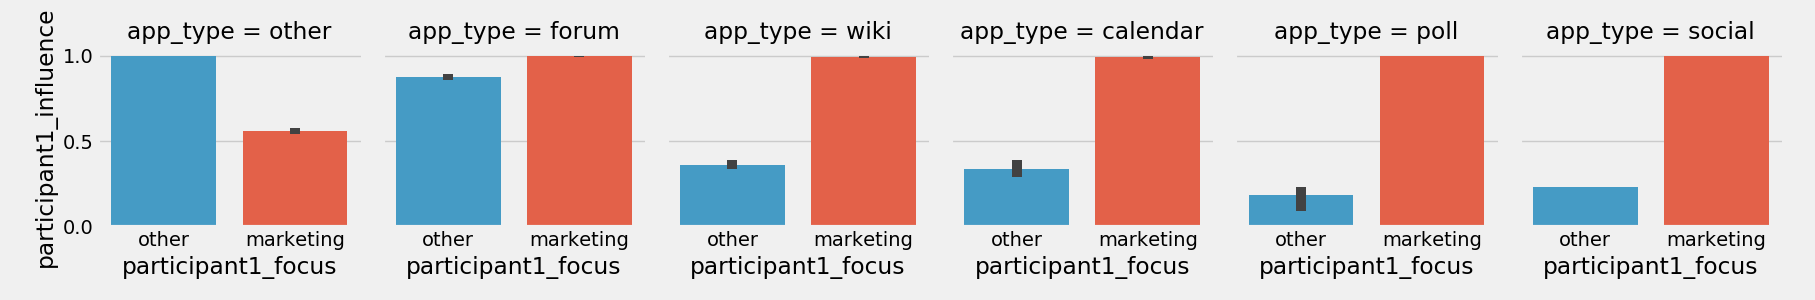 app_type = other app_type = forum app_type = wiki app_type = calendar app_type = poll app_type = social
participant1_influence
1.0
0.5
0.0
other marketing other marketing other marketing other marketing other marketing other marketing
participant1_focus participant1_focus participant1_focus participant1_focus participant1_focus participant1_focus